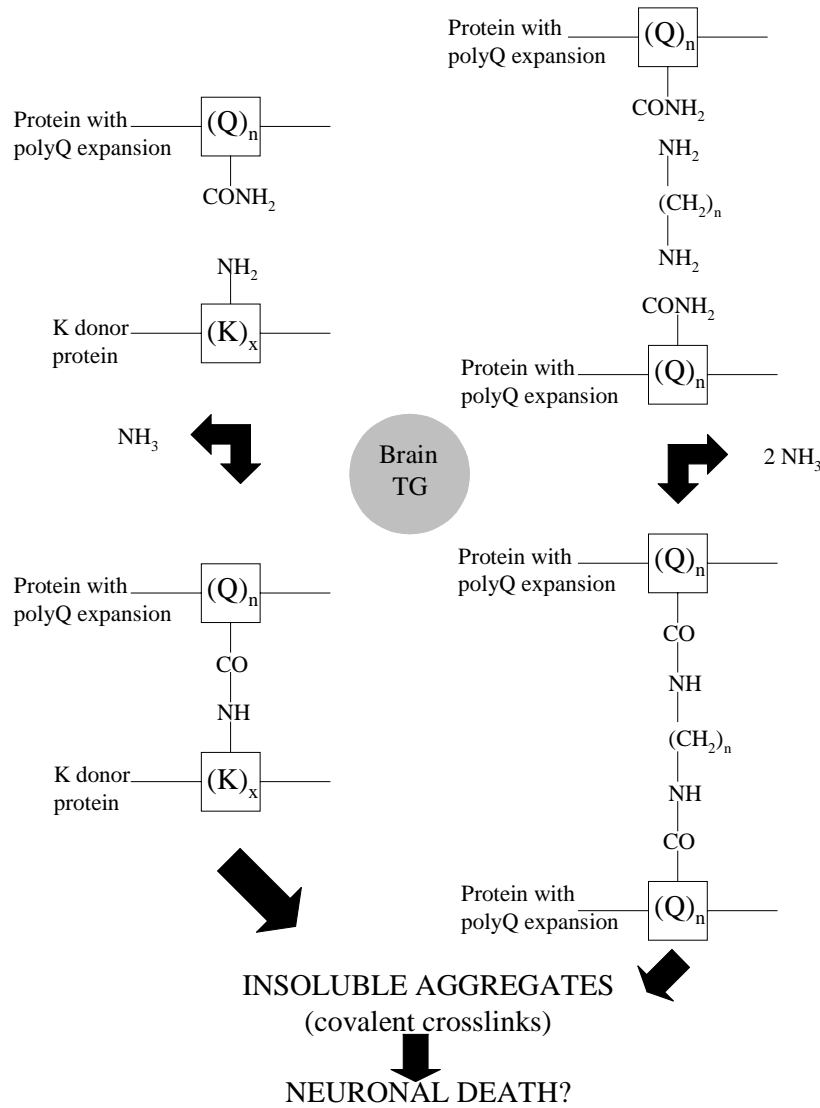 Protein with
polyQ expansion
(Q)n
CONH2
NH2
K donor
protein
(K)x
NH3
Protein with
polyQ expansion
(Q)n
CO
NH
K donor
protein
(K)x
Brain
TG
Protein with
polyQ expansion
(Q)n
CONH2
NH2
(CH2)n
NH2
CONH2
Protein with
polyQ expansion
(Q)n
2 NH3
Protein with
polyQ expansion
(Q)n
CO
NH
(CH2)n
NH
CO
Protein with
polyQ expansion
(Q)n
INSOLUBLE AGGREGATES
(covalent crosslinks)
NEURONAL DEATH?